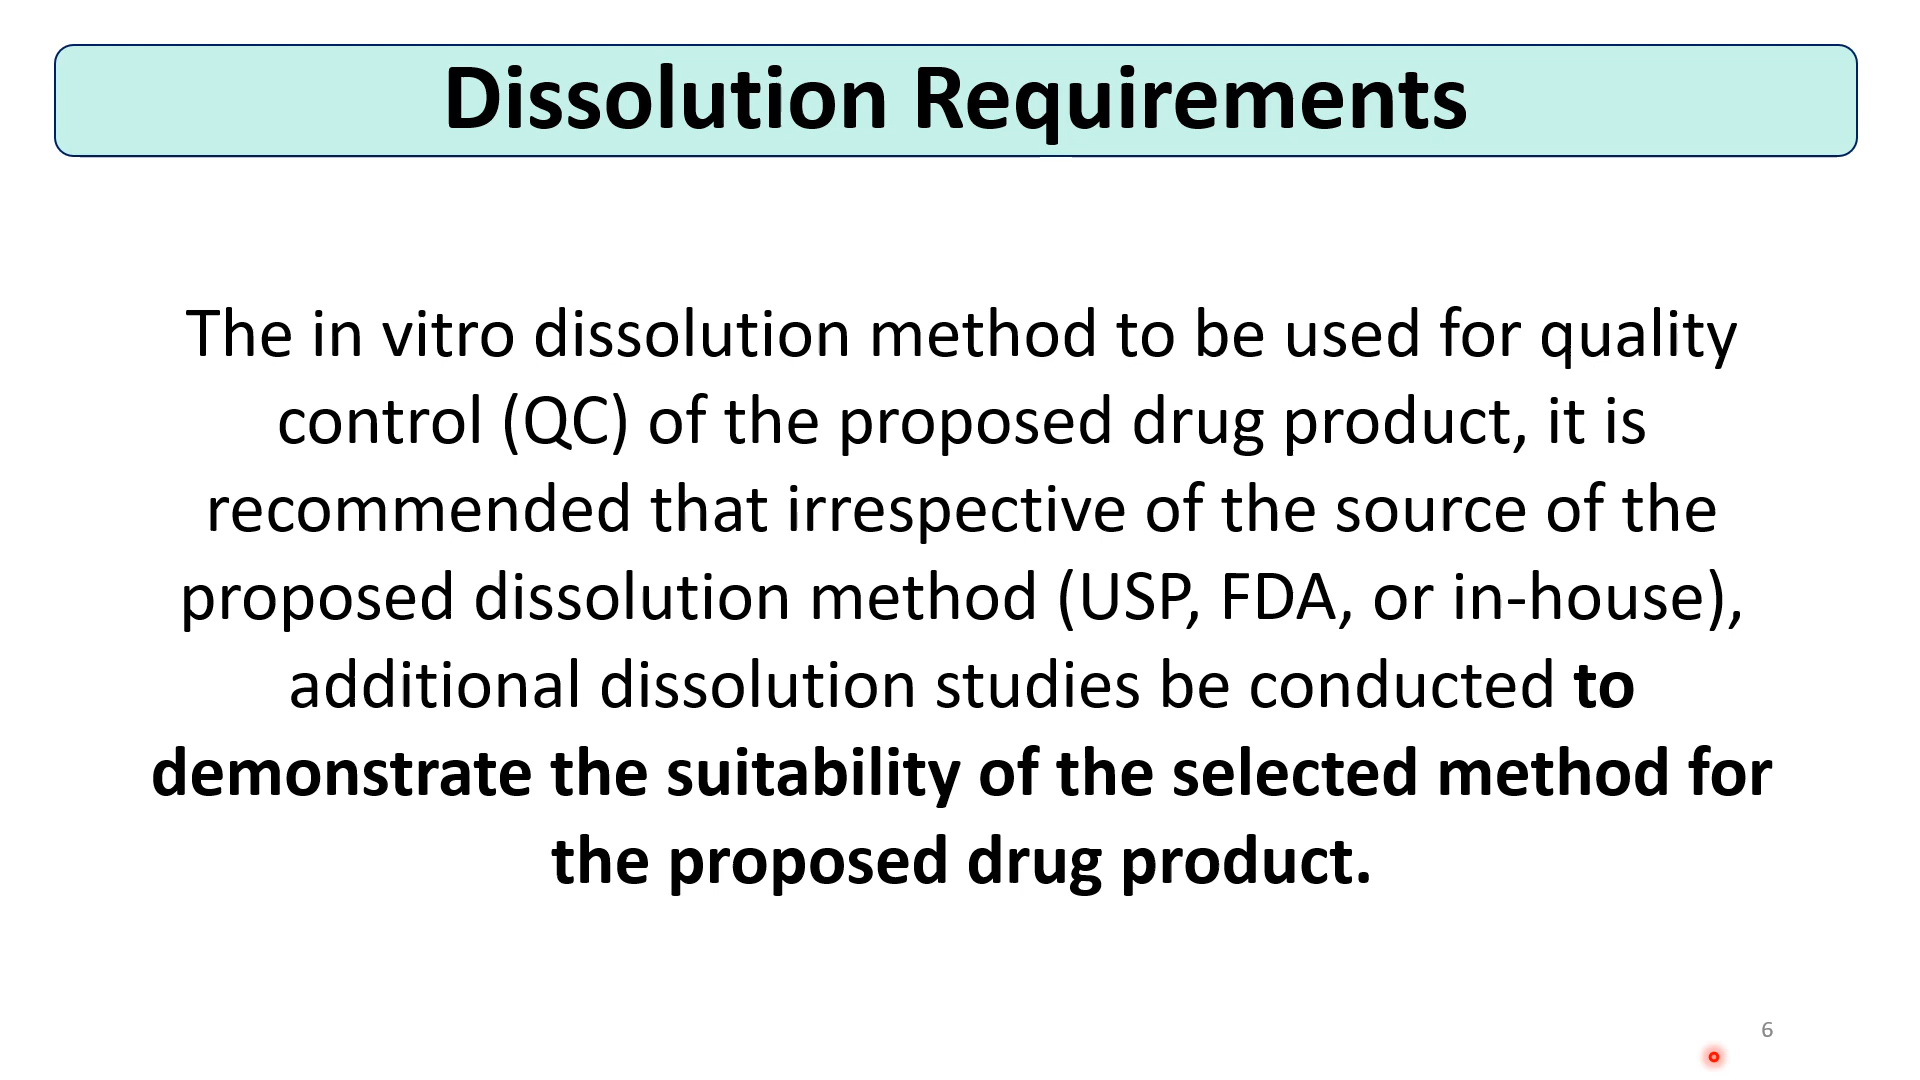 Dissolution Requirements
The in vitro dissolution method to be used for quality
control (QC) of the proposed drug product, it is
recommended that irrespective of the source of the
proposed dissolution method (USP, FDA, or in-house),
additional dissolution studies be conducted to
demonstrate the suitability of the selected method for
the proposed drug product.
6